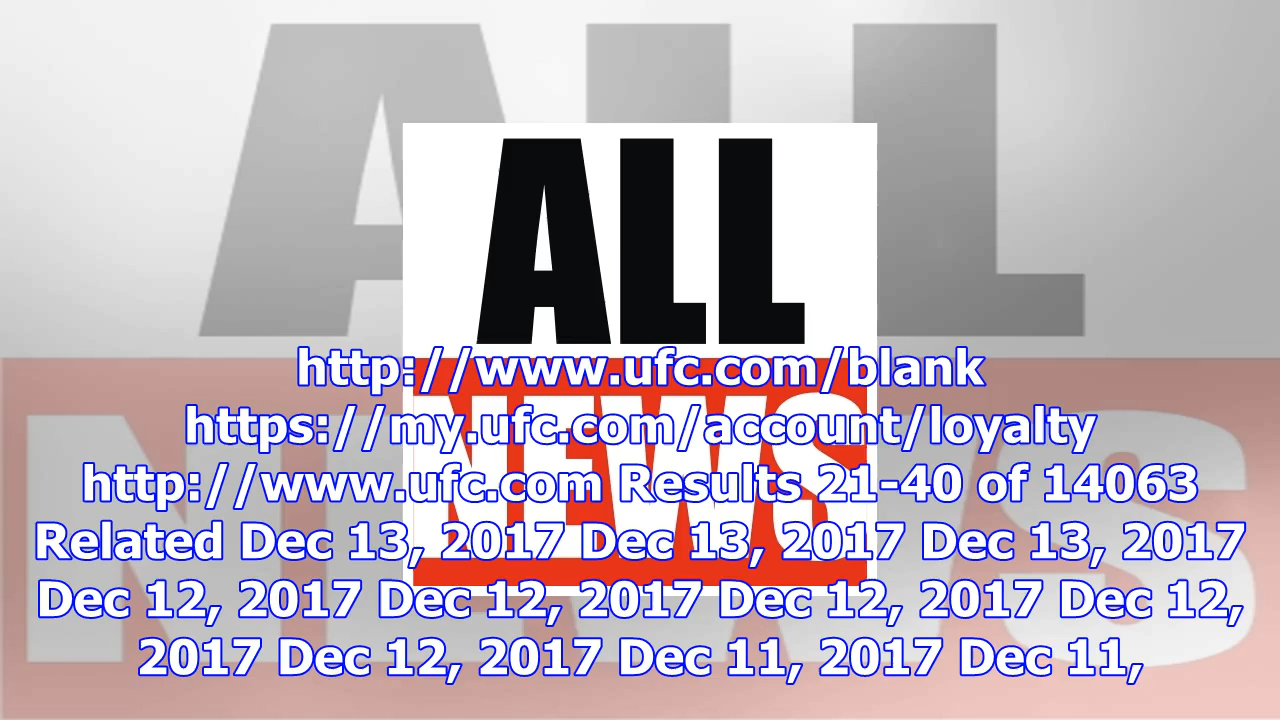 ALL
NEWS
http://www.ufc.com/blank
https://my.ufc.com/account/loyalty
http://www.ufc.com Results 21-40 of 14063
Related Dec 13, 2017 Dec 13, 2017 Dec 13, 2017
Dec 12, 2017 Dec 12, 2017 Dec 12, 2017 Dec 12,
2017 Dec 12, 2017 Dec 11, 2017 Dec 11,